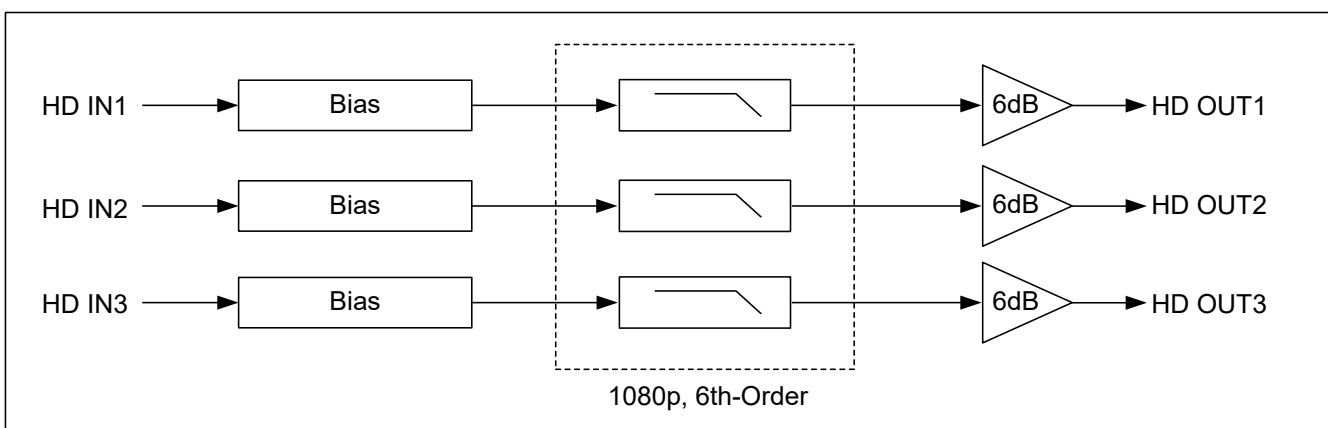 HD IN1 Bias 6dB HD OUT1
HD IN2 Bias 6dB HD OUT2
HD IN3 Bias 6dB HD OUT3
1080p, 6th-Order